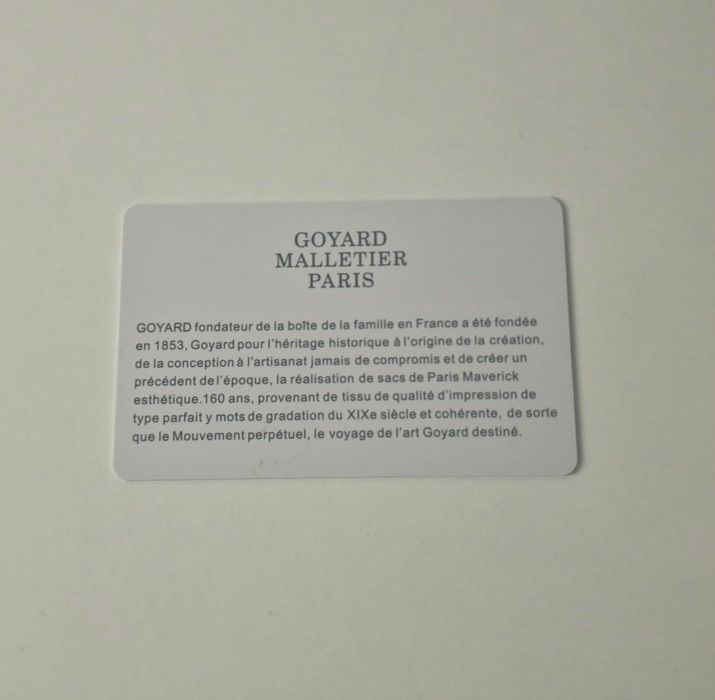 GOYARD
MALLETIER
PARIS
GOYARD fondateur de la boîte de la famille en France a été fondée
en 1853, Goyard pour l'héritage historique à l'origine de la création,
de la conception à l'artisanat jamais de compromis et de créer un
précédent de l'époque, la réalisation de sacs de Paris Maverick
esthétique.160 ans, provenant de tissu de qualité d'impression de
type parfait y mots de gradation du XIXe siècle et cohérente, de sorte
que le Mouvement perpétuel, le voyage de l'art Goyard destiné.